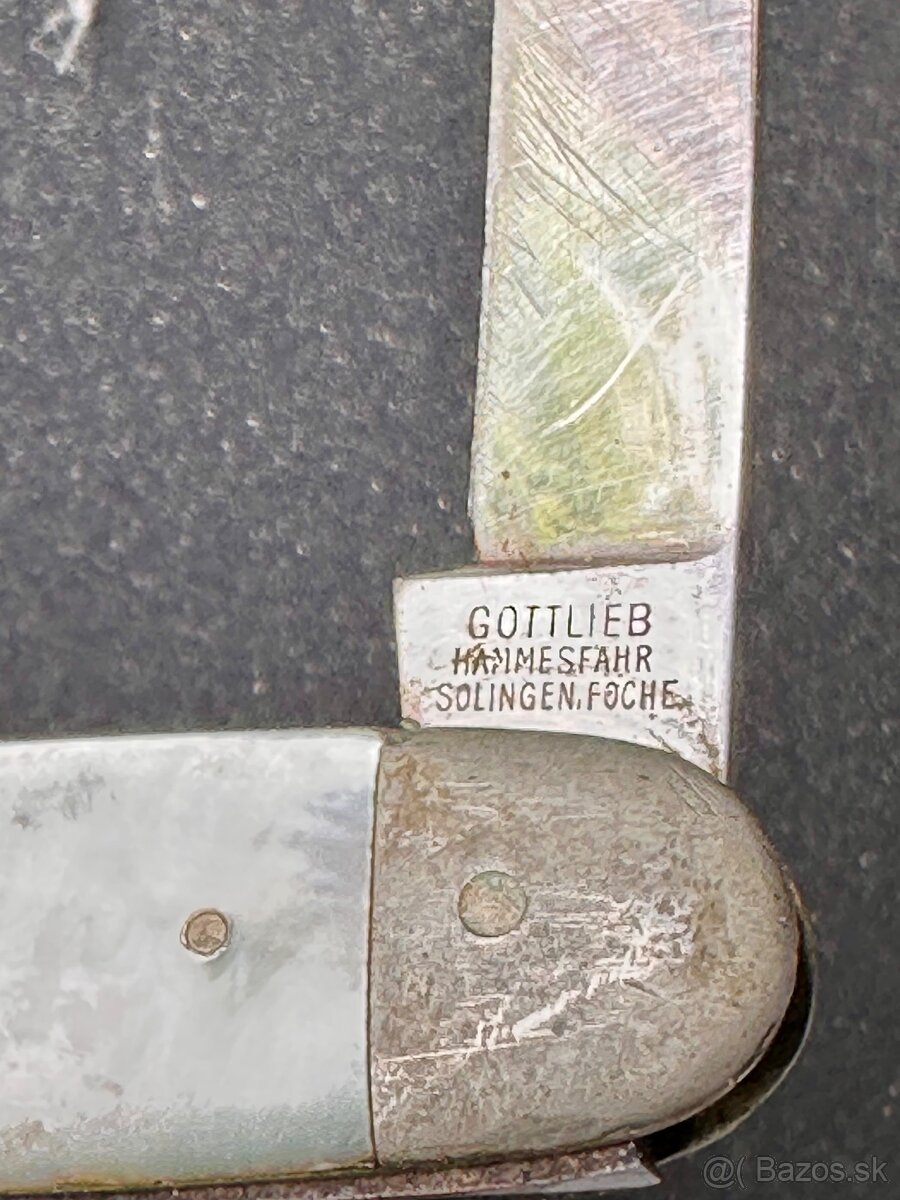 GOTTLIEB
HAMMESFAHR
SOLINGEN, FOCHE.
@( Bazos.sk